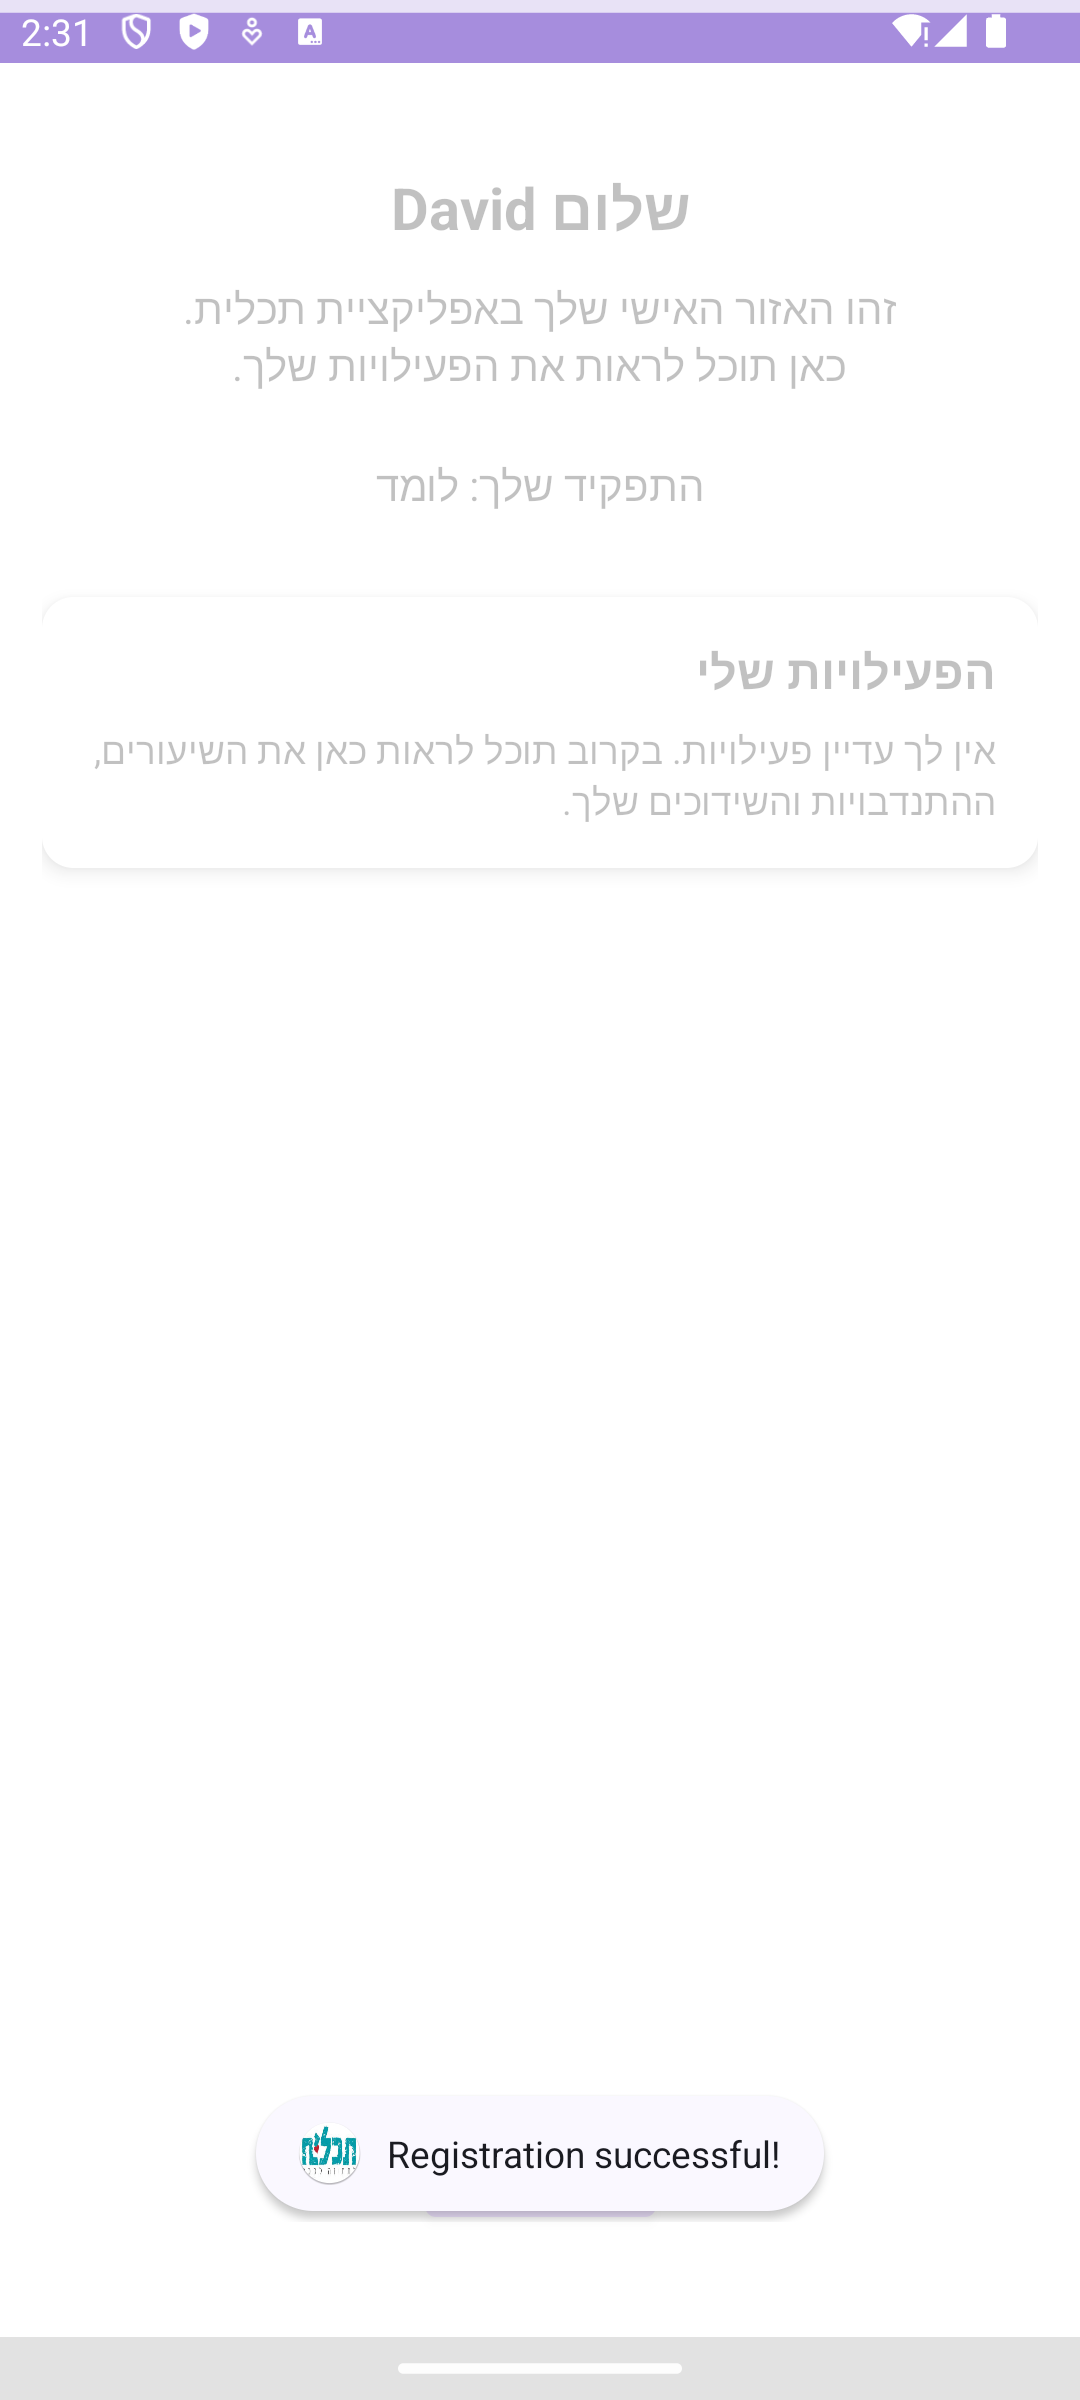 2:31
שלום David
זהו האזור האישי שלך באפליקציית תכלית.
כאן תוכל לראות את הפעילויות שלך.
התפקיד שלך: לומד
הפעילויות שלי
אין לך עדיין פעילויות. בקרוב תוכל לראות כאן את השיעורים,
ההתנדבויות והשידוכים שלך.
תכלית
Registration successful!